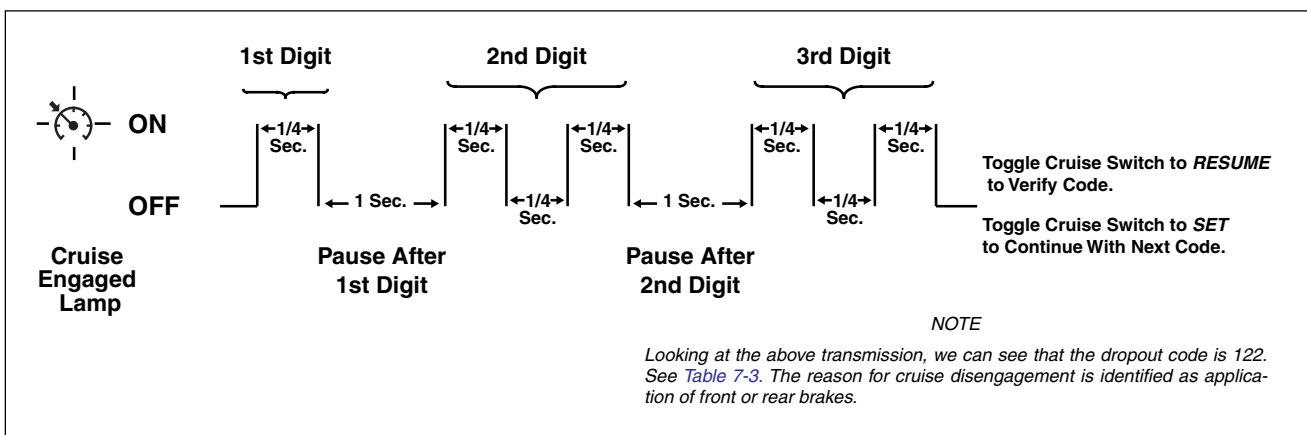 1st Digit 2nd Digit 3rd Digit
ON
1/4 Sec. 1/4 Sec. 1/4 Sec. 1/4 Sec. 1/4 Sec.
OFF
1 Sec. 1/4 Sec. 1 Sec. 1/4 Sec.
Toggle Cruise Switch to RESUME
to Verify Code.
Toggle Cruise Switch to SET
to Continue With Next Code.
Cruise
Engaged
Lamp
Pause After
1st Digit
Pause After
2nd Digit
NOTE
Looking at the above transmission, we can see that the dropout code is 122.
See Table 7-3. The reason for cruise disengagement is identified as applica-
tion of front or rear brakes.